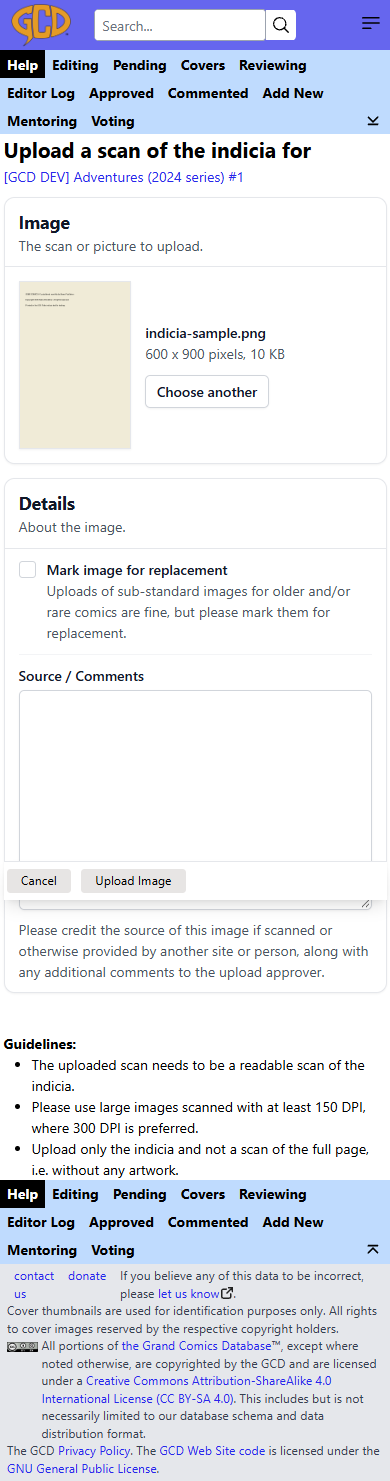 GCD
Search...
Help Editing Pending Covers Reviewing
Editor Log Approved Commented Add New
Mentoring Voting
Upload a scan of the indicia for
[GCD DEV] Adventures (2024 series) #1
Image
The scan or picture to upload.
indicia-sample.png
600 x 900 pixels, 10 KB
Choose another
Details
About the image.
Mark image for replacement
Uploads of sub-standard images for older and/or
rare comics are fine, but please mark them for
replacement.
Source / Comments
Cancel Upload Image
Please credit the source of this image if scanned or
otherwise provided by another site or person, along with
any additional comments to the upload approver.
Guidelines:
• The uploaded scan needs to be a readable scan of the
indicia.
• Please use large images scanned with at least 150 DPI,
where 300 DPI is preferred.
• Upload only the indicia and not a scan of the full page,
i.e. without any artwork.
Help Editing Pending Covers Reviewing
Editor Log Approved Commented Add New
Mentoring Voting
contact us donate If you believe any of this data to be incorrect,
please let us know.
Cover thumbnails are used for identification purposes only. All rights
to cover images reserved by the respective copyright holders.
All portions of the Grand Comics Database™, except where
noted otherwise, are copyrighted by the GCD and are licensed
under a Creative Commons Attribution-ShareAlike 4.0
International License (CC BY-SA 4.0). This includes but is not
necessarily limited to our database schema and data
distribution format.
The GCD Privacy Policy. The GCD Web Site code is licensed under the
GNU General Public License.